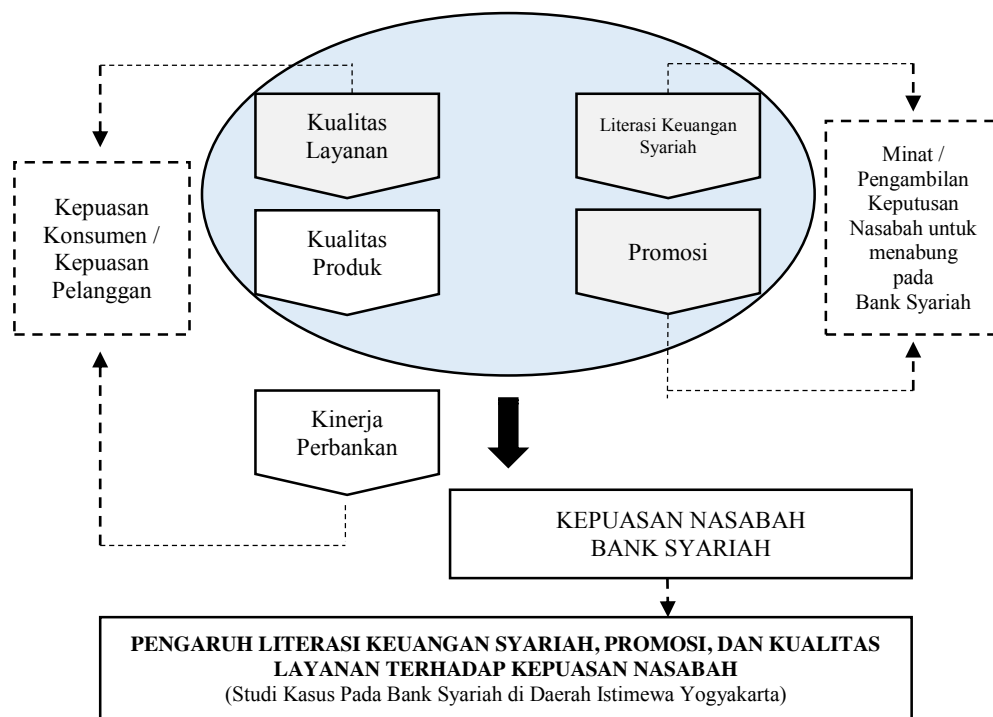 Kualitas
Layanan
Literasi Keuangan
Syariah
Kepuasan
Konsumen /
Kepuasan
Pelanggan
Kualitas
Produk
Promosi
Minat /
Pengambilan
Keputusan
Nasabah untuk
menabung
pada
Bank Syariah
Kinerja
Perbankan
KEPUASAN NASABAH
BANK SYARIAH
PENGARUH LITERASI KEUANGAN SYARIAH, PROMOSI, DAN KUALITAS
LAYANAN TERHADAP KEPUASAN NASABAH
(Studi Kasus Pada Bank Syariah di Daerah Istimewa Yogyakarta)